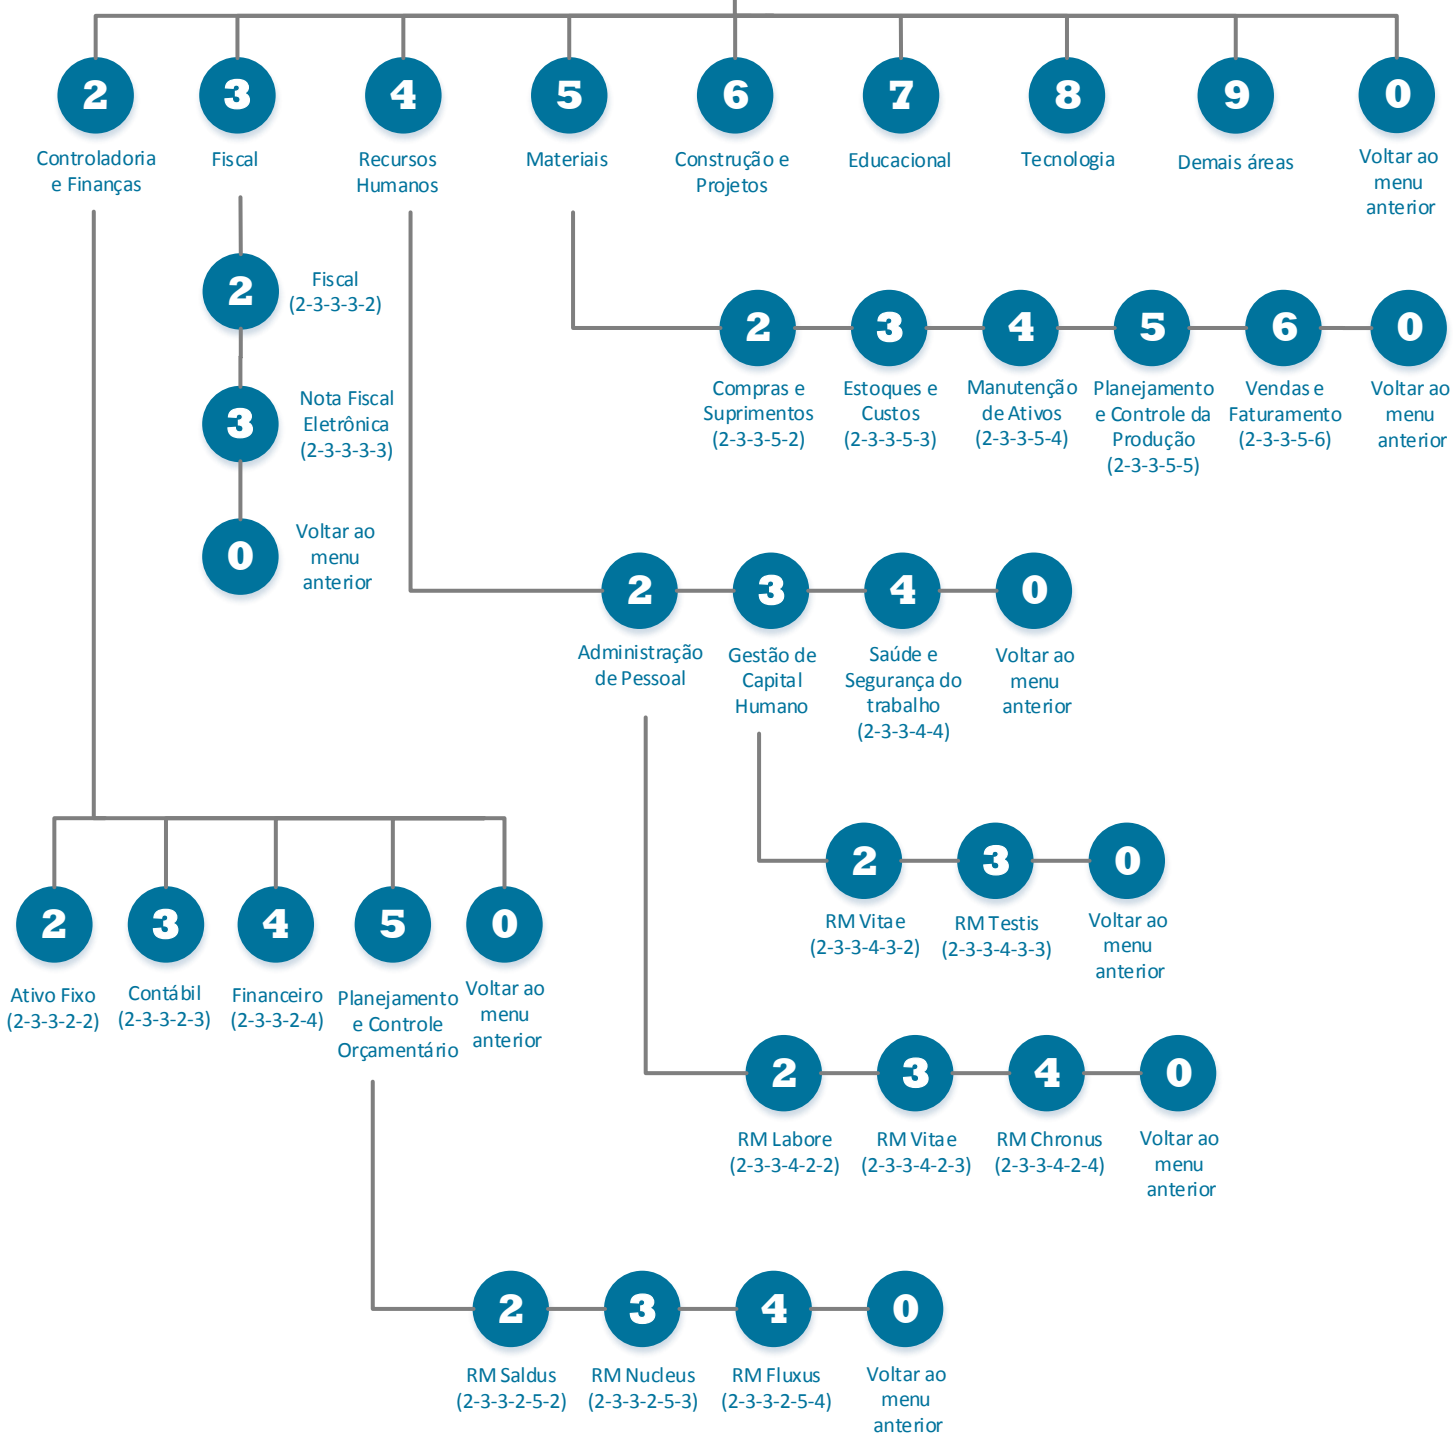 2
3
4
5
6
7
8
9
0
Controladoria
e Finanças
Fiscal
Recursos
Humanos
Materiais
Construção e
Projetos
Educacional
Tecnologia
Demais áreas
Voltar ao
menu
anterior
2
Fiscal
(2-3-3-3-2)
3
Nota Fiscal
Eletrônica
(2-3-3-3-3)
0
Voltar ao
menu
anterior
2
3
4
5
6
0
Compras e
Suprimentos
(2-3-3-5-2)
Estoques e
Custos
(2-3-3-5-3)
Manutenção
de Ativos
(2-3-3-5-4)
Planejamento
e Controle da
Produção
(2-3-3-5-5)
Vendas e
Faturamento
(2-3-3-5-6)
Voltar ao
menu
anterior
2
3
4
0
Administração
de Pessoal
Gestão de
Capital
Humano
Saúde e
Segurança do
trabalho
(2-3-3-4-4)
Voltar ao
menu
anterior
2
3
0
RM Vitae
(2-3-3-4-3-2)
RM Testis
(2-3-3-4-3-3)
Voltar ao
menu
anterior
2
3
4
5
0
Ativo Fixo
(2-3-3-2-2)
Contábil
(2-3-3-2-3)
Financeiro
(2-3-3-2-4)
Planejamento
e Controle
Orçamentário
Voltar ao
menu
anterior
2
3
4
0
RM Labore
(2-3-3-4-2-2)
RM Vitae
(2-3-3-4-2-3)
RM Chronus
(2-3-3-4-2-4)
Voltar ao
menu
anterior
2
3
4
0
RM Saldus
(2-3-3-2-5-2)
RM Nucleus
(2-3-3-2-5-3)
RM Fluxus
(2-3-3-2-5-4)
Voltar ao
menu
anterior